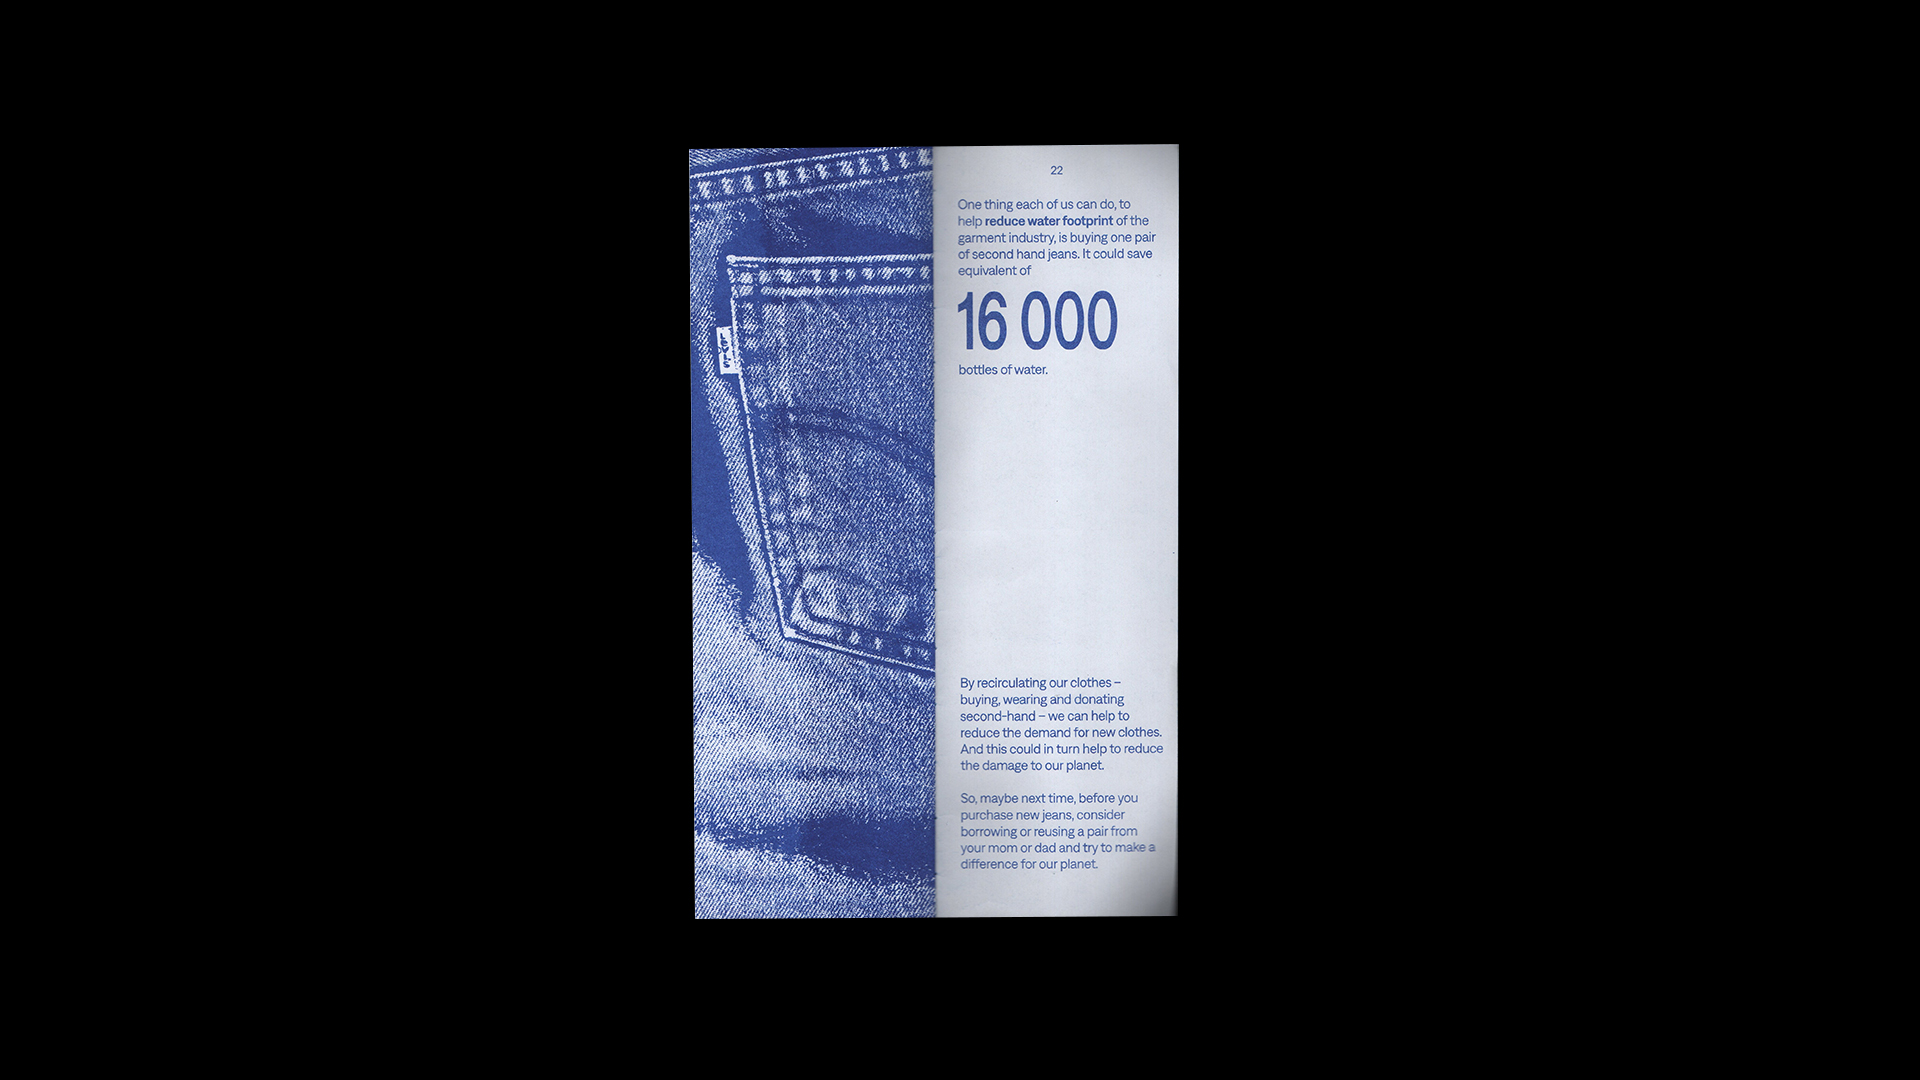 22
One thing each of us can do, to
help reduce water footprint of the
garment industry, is buying one pair
of second hand jeans. It could save
equivalent of
16 000
bottles of water.
By recirculating our clothes –
buying, wearing and donating
second-hand – we can help to
reduce the demand for new clothes.
And this could in turn help to reduce
the damage to our planet.
So, maybe next time, before you
purchase new jeans, consider
borrowing or reusing a pair from
your mom or dad and try to make a
difference for our planet.